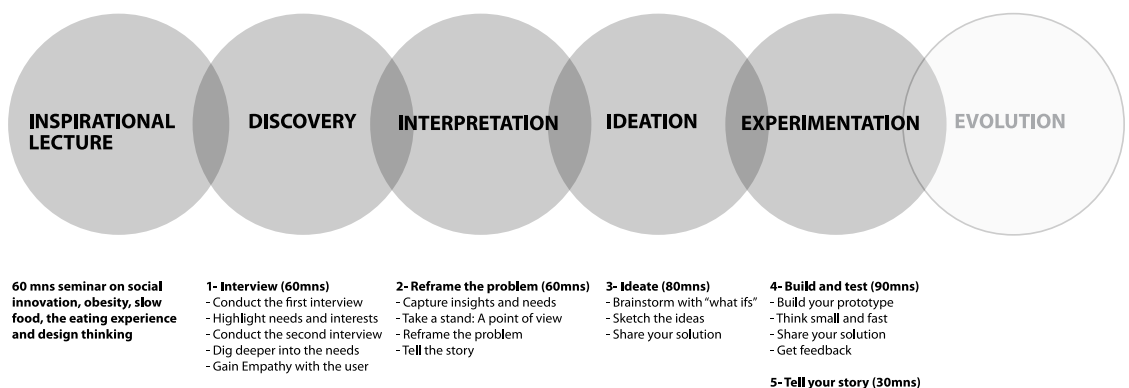 INSPIRATIONAL
LECTURE
DISCOVERY
INTERPRETATION
IDEATION
EXPERIMENTATION
EVOLUTION
60 mns seminar on social
innovation, obesity, slow
food, the eating experience
and design thinking
1- Interview (60mns)
- Conduct the first interview
- Highlight needs and interests
- Conduct the second interview
- Dig deeper into the needs
- Gain Empathy with the user
2- Reframe the problem (60mns)
- Capture insights and needs
- Take a stand: A point of view
- Reframe the problem
- Tell the story
3- Ideate (80mns)
- Brainstorm with “what ifs”
- Sketch the ideas
- Share your solution
4- Build and test (90mns)
- Build your prototype
- Think small and fast
- Share your solution
- Get feedback
5- Tell your story (30mns)